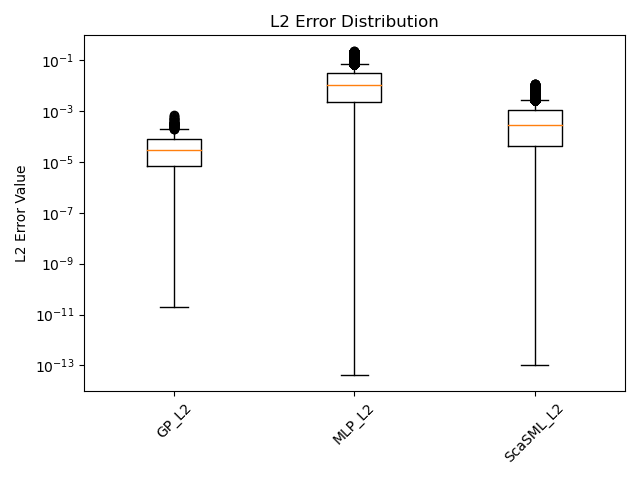 L2 Error Distribution
L2 Error Value
10⁻¹
10⁻³
10⁻⁵
10⁻⁷
10⁻⁹
10⁻¹¹
10⁻¹³
GP_L2
MLP_L2
ScaSML_L2